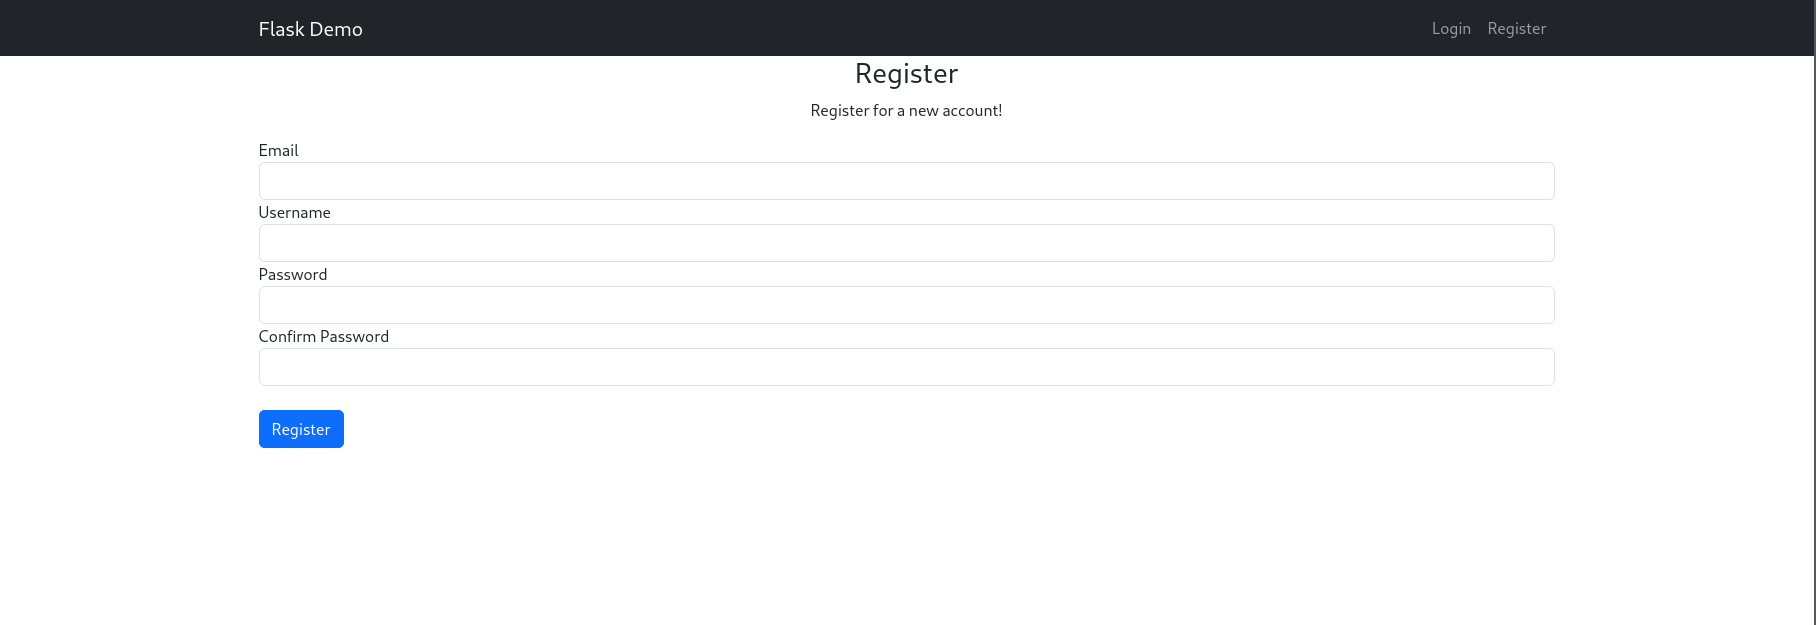 Flask Demo
Login Register
Register
Register for a new account!
Email
Username
Password
Confirm Password
Register